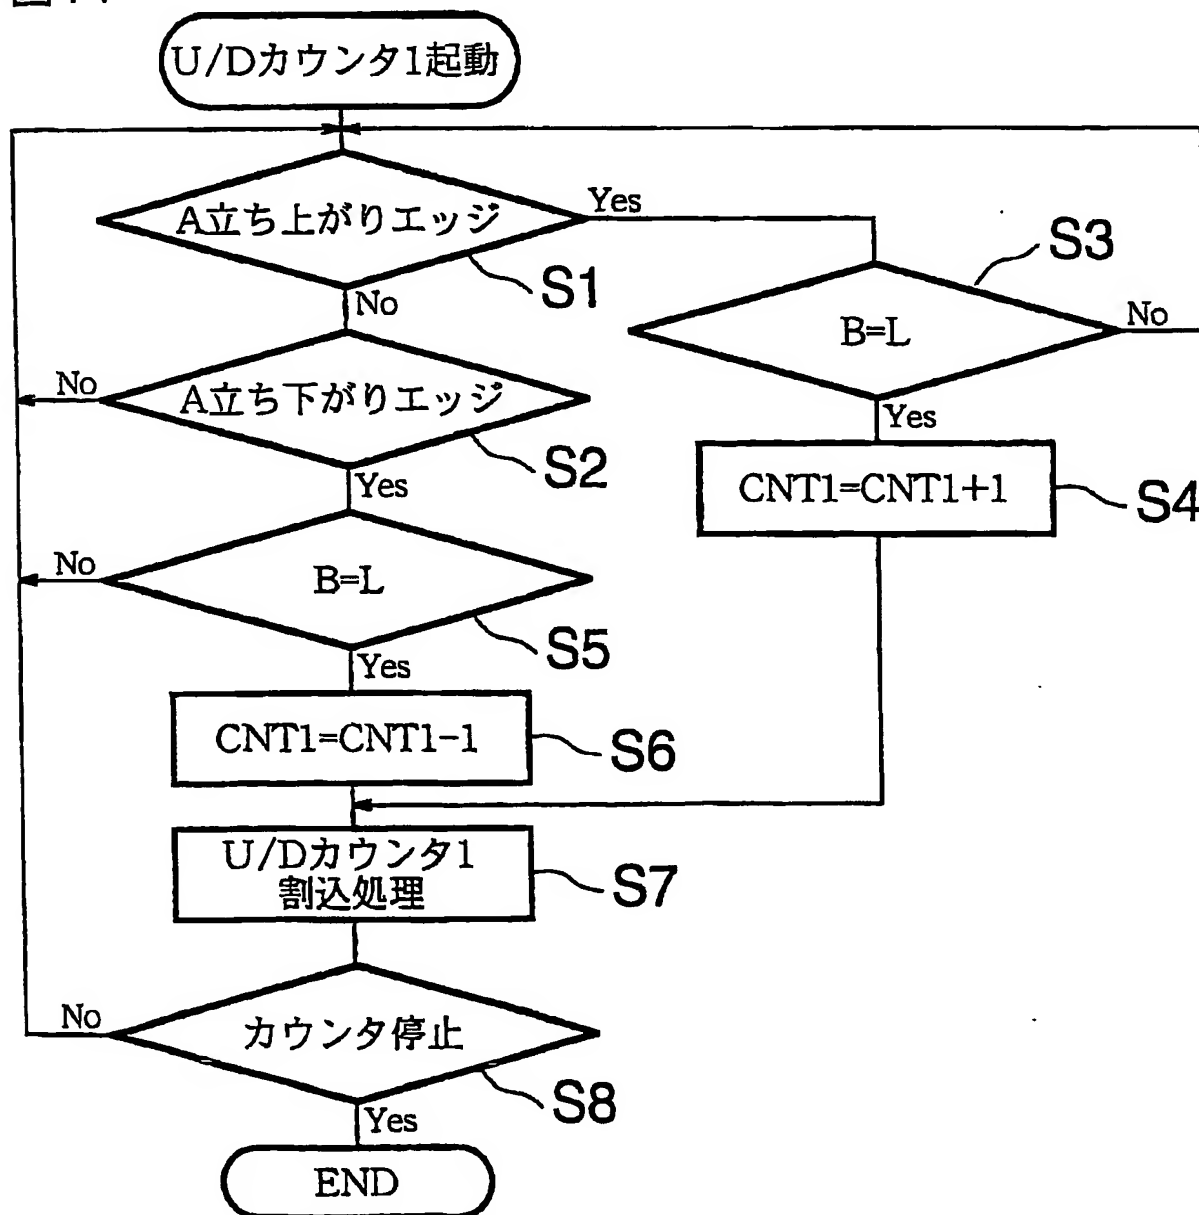 U/Dカウンタ1起動
A立ち上がりエッジ
Yes
S1
No
S3
B=L
No
A立ち下がりエッジ
No
S2
Yes
Yes
CNT1=CNT1+1
S4
B=L
No
S5
Yes
CNT1=CNT1-1
S6
U/Dカウンタ1
割込処理
S7
カウンタ停止
No
S8
Yes
END